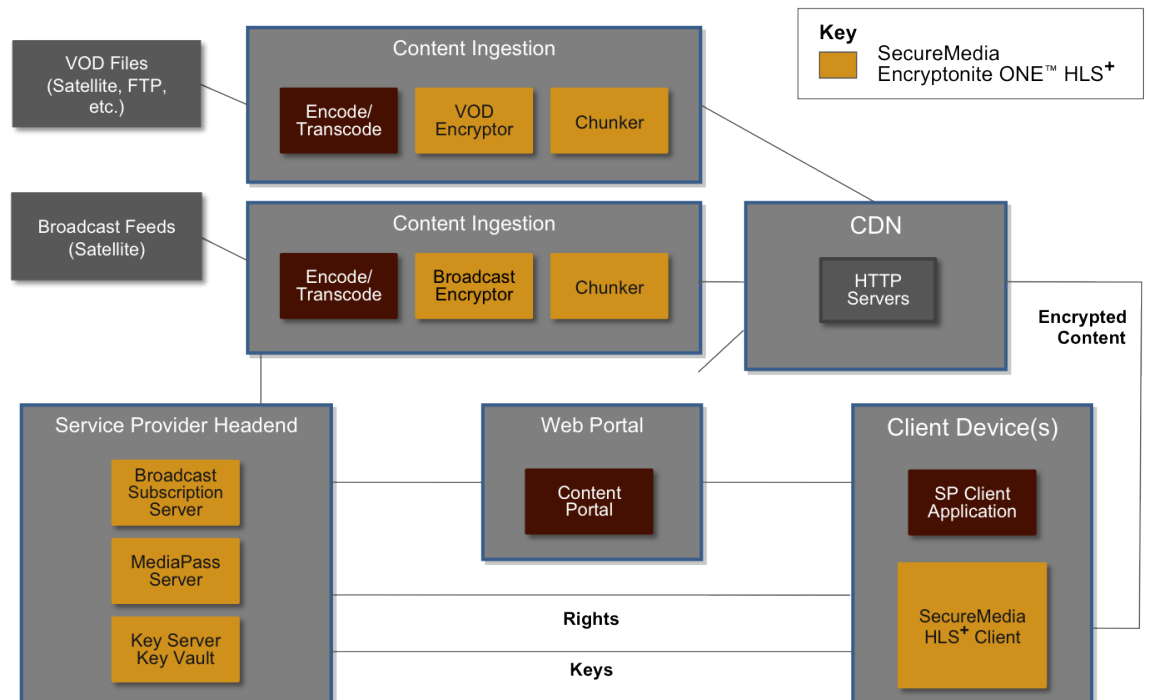 Key
SecureMedia
Encryptonite ONE™ HLS+
VOD Files
(Satellite, FTP,
etc.)
Content Ingestion
Encode/
Transcode
VOD
Encryptor
Chunker
Broadcast Feeds
(Satellite)
Content Ingestion
Encode/
Transcode
Broadcast
Encryptor
Chunker
CDN
HTTP
Servers
Encrypted
Content
Service Provider Headend
Broadcast
Subscription
Server
MediaPass
Server
Key Server
Key Vault
Web Portal
Content
Portal
Rights
Keys
Client Device(s)
SP Client
Application
SecureMedia
HLS+ Client